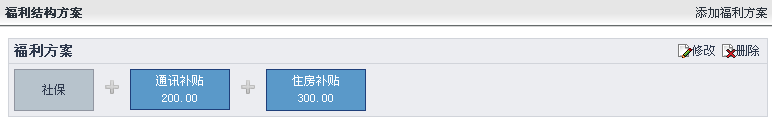 福利结构方案 添加福利方案
福利方案 修改 删除
社保 通讯补贴 住房补贴
200.00 300.00